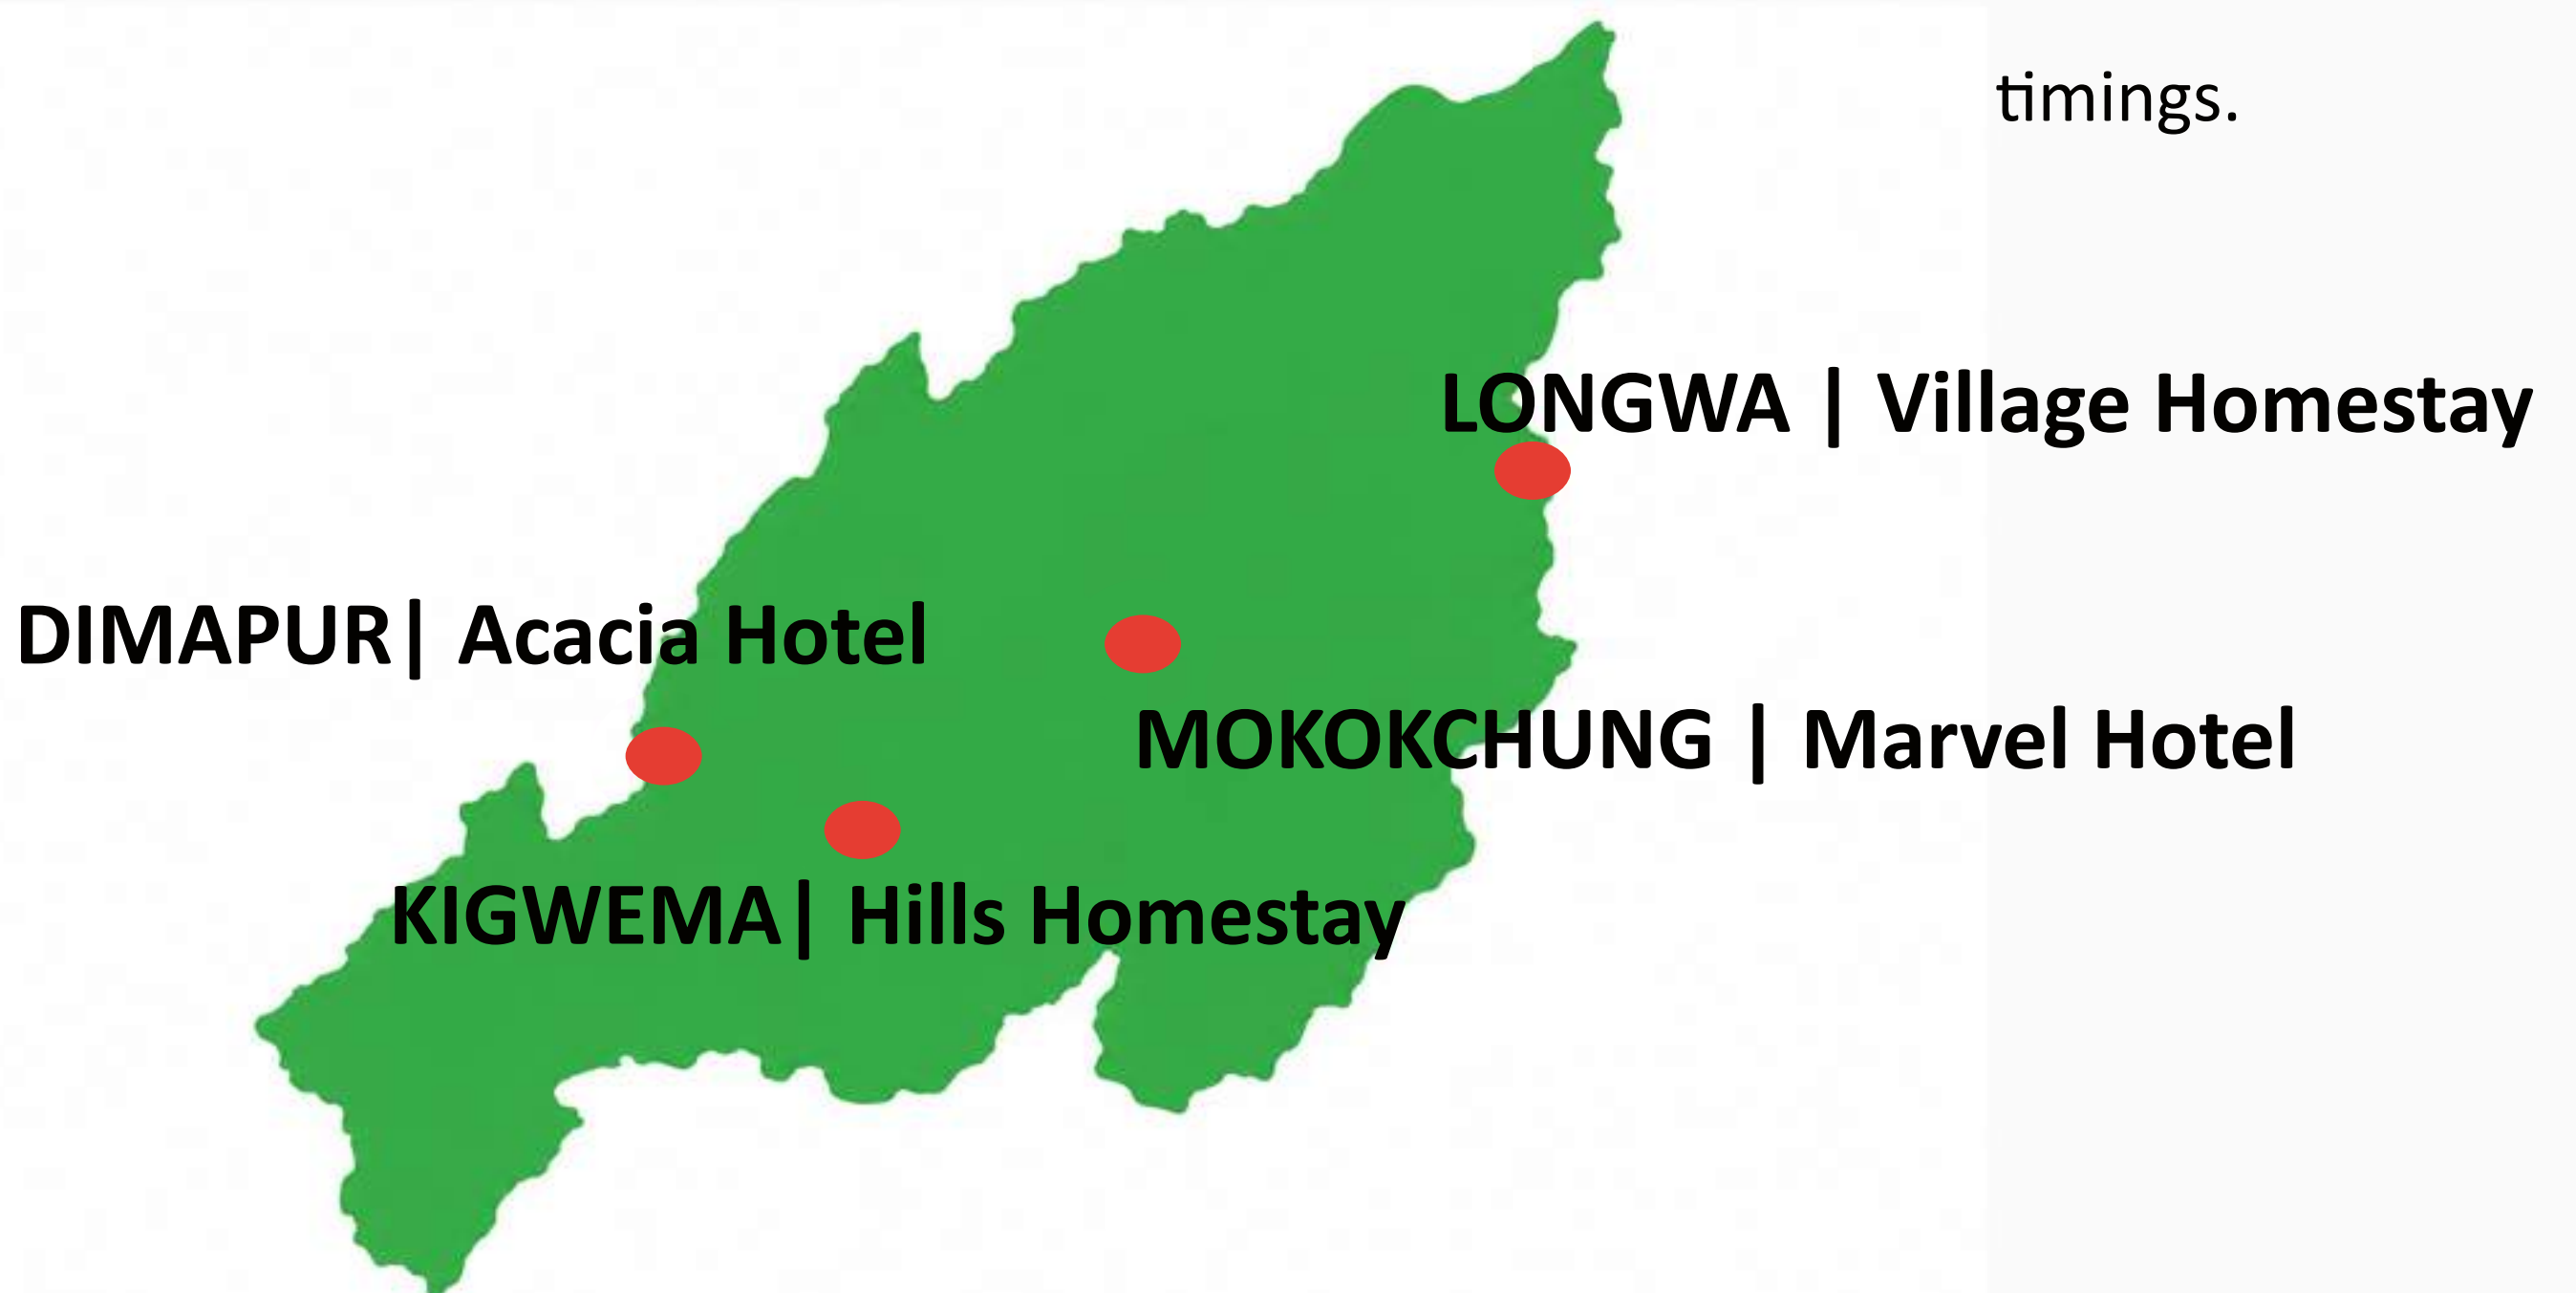 timings.
LONGWA | Village Homestay
DIMAPUR| Acacia Hotel
MOKOKCHUNG | Marvel Hotel
KIGWEMA| Hills Homestay